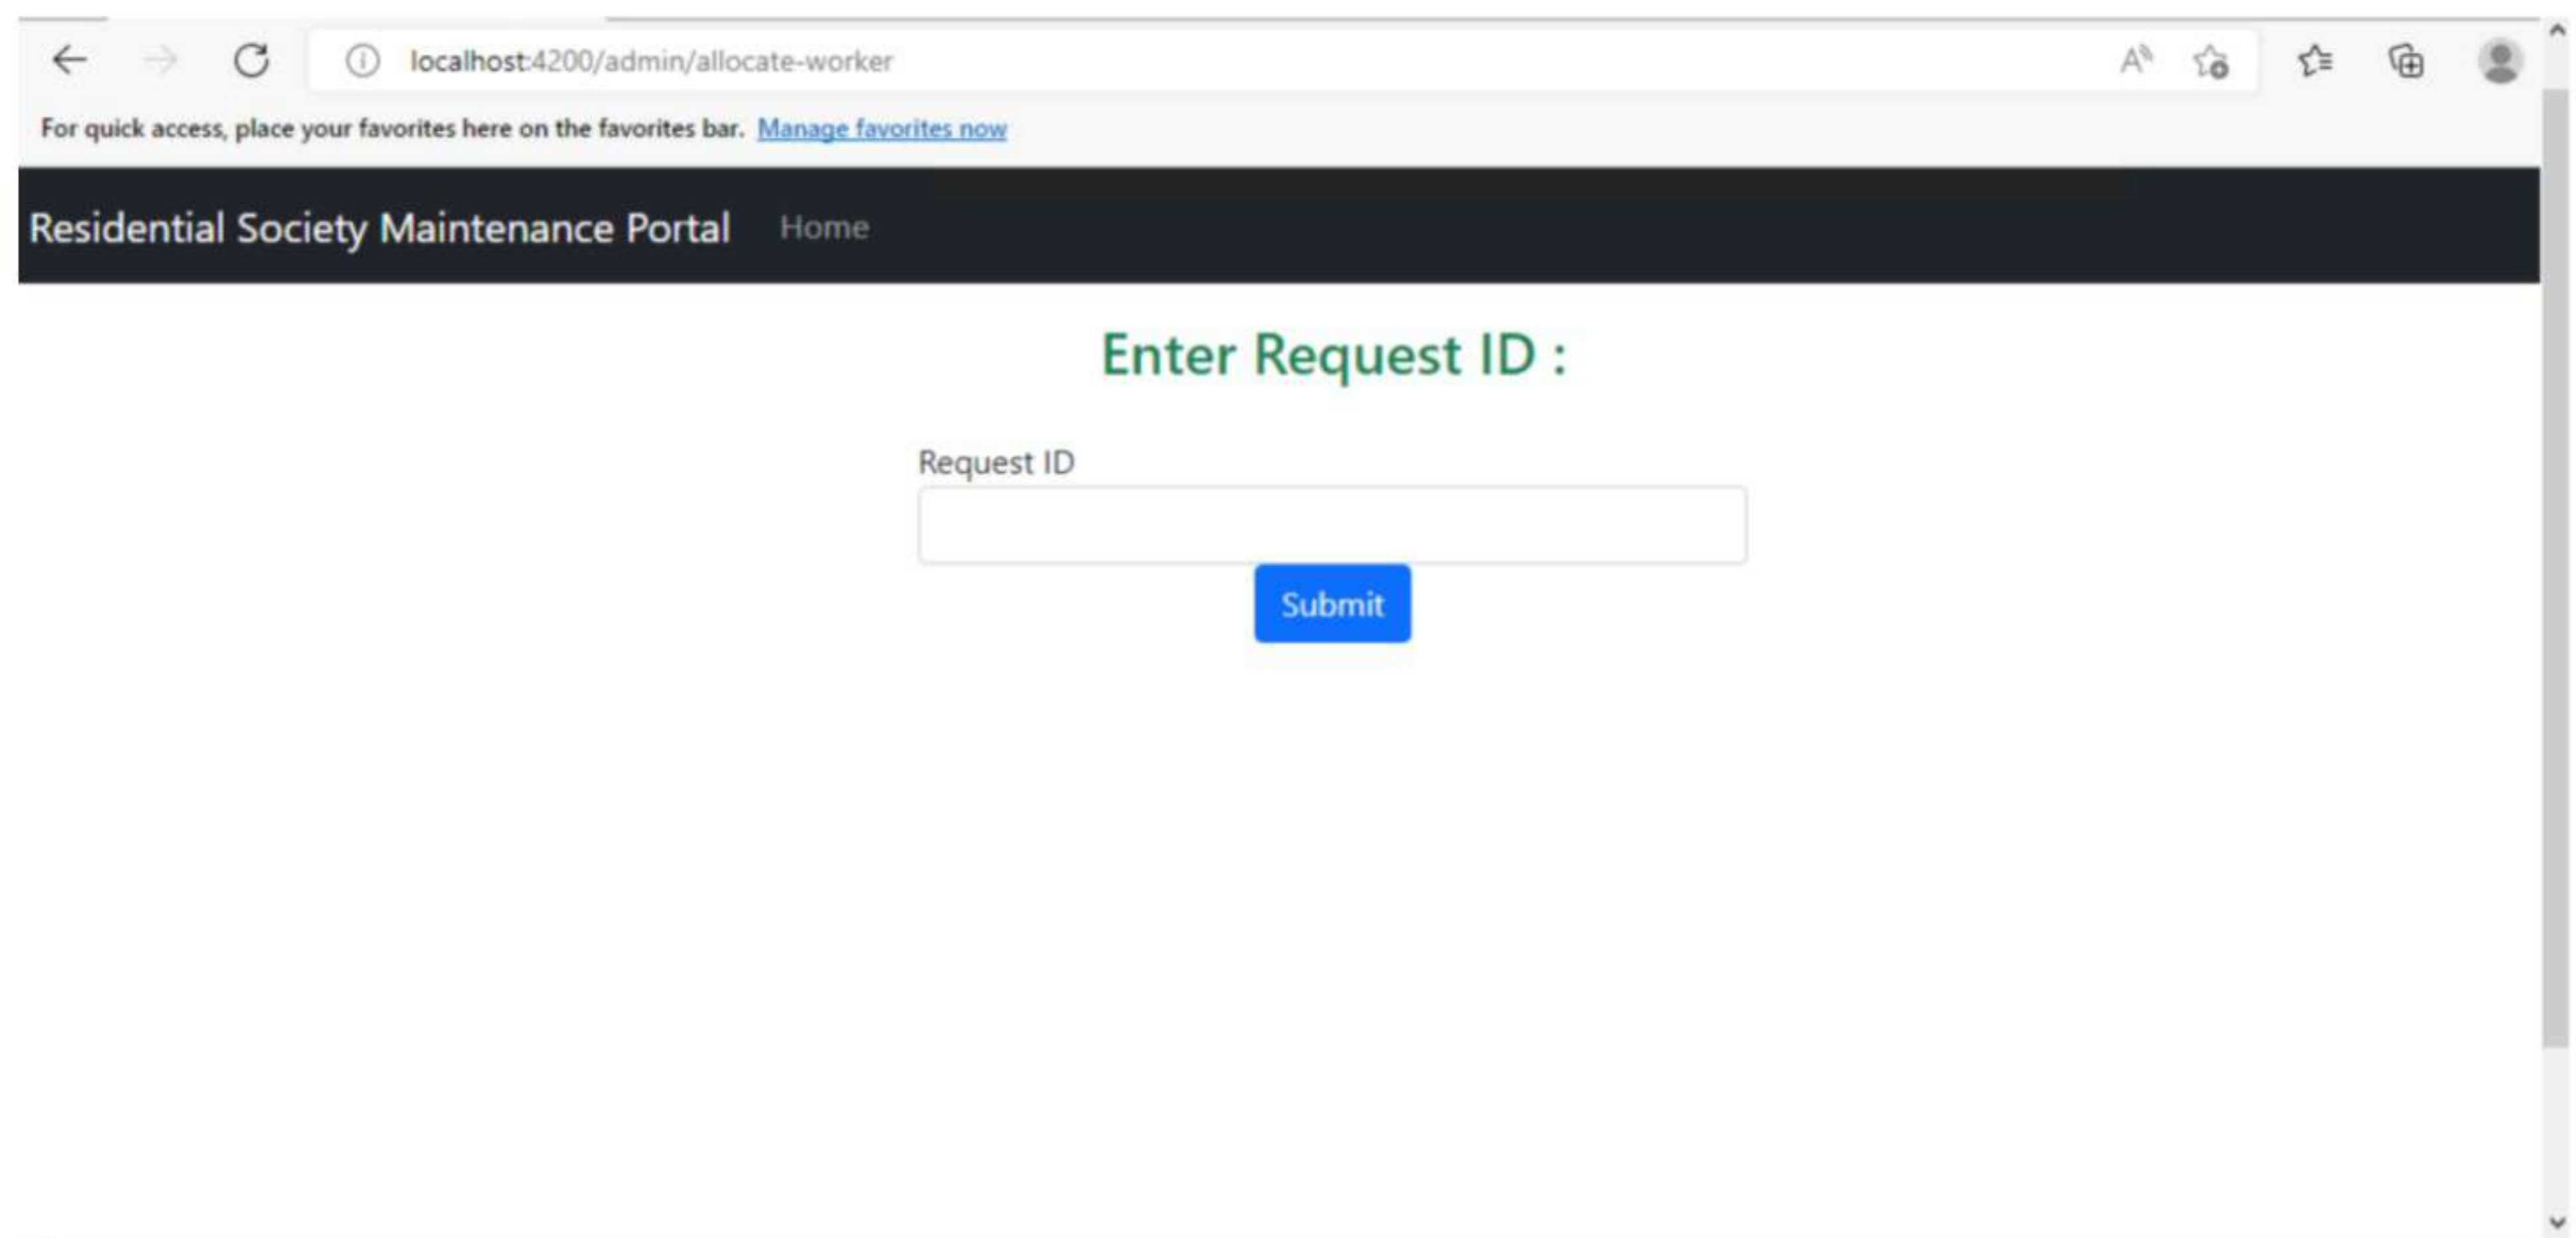 localhost:4200/admin/allocate-worker
For quick access, place your favorites here on the favorites bar. Manage favorites now
Residential Society Maintenance Portal Home
Enter Request ID :
Request ID
Submit